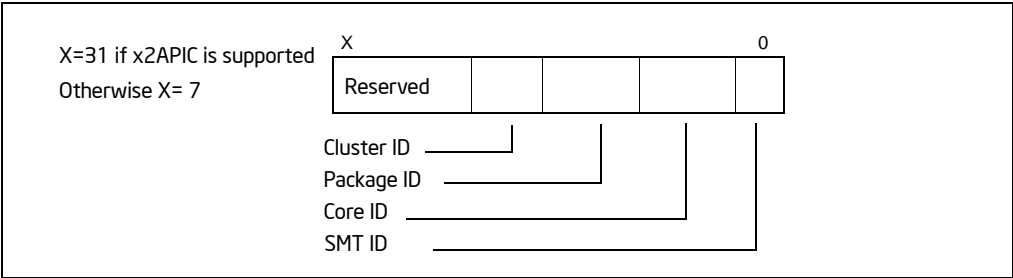 X=31 if x2APIC is supported
Otherwise X= 7
X 0
Reserved
Cluster ID
Package ID
Core ID
SMT ID